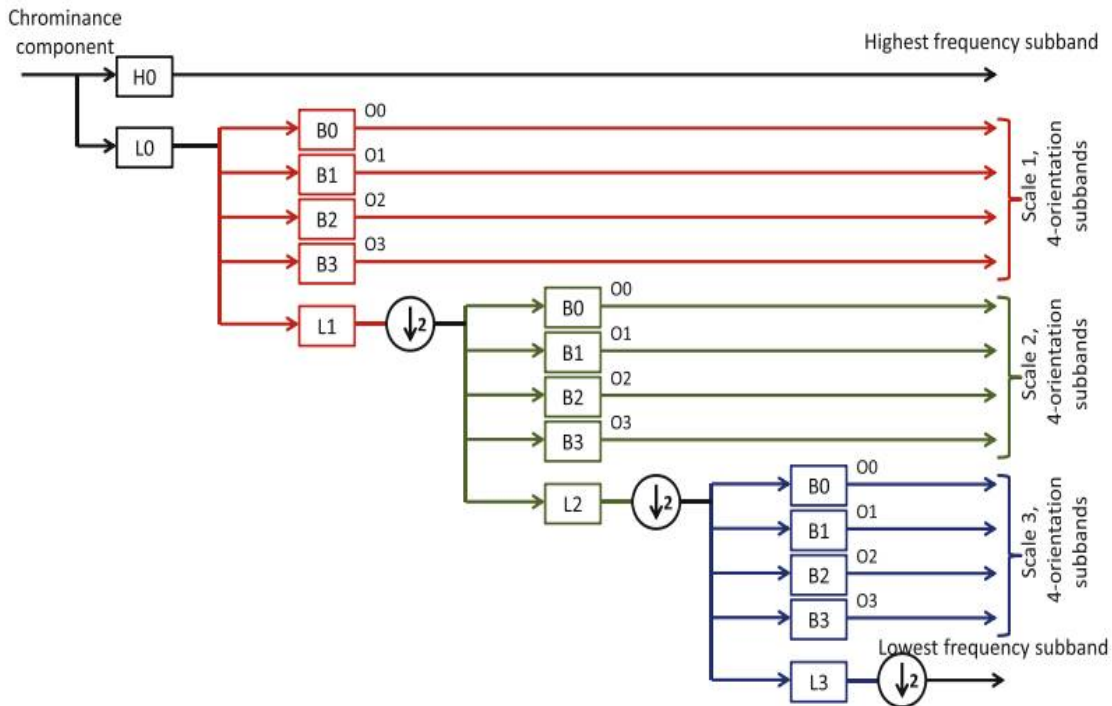 Chrominance
component
Highest frequency subband
H0
L0
B0
O0
B1
O1
B2
O2
B3
O3
Scale 1,
4-orientation
subbands
L1
2
B0
O0
B1
O1
B2
O2
B3
O3
Scale 2,
4-orientation
subbands
L2
2
B0
O0
B1
O1
B2
O2
B3
O3
Scale 3,
4-orientation
subbands
Lowest frequency subband
L3
2